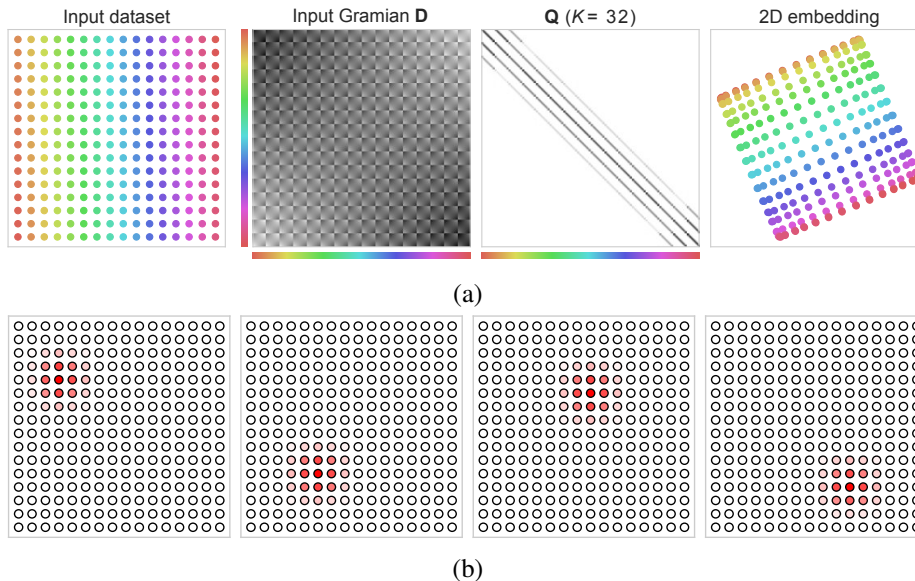 Input dataset
Input Gramian D
Q (K = 32)
2D embedding
(a)
(b)